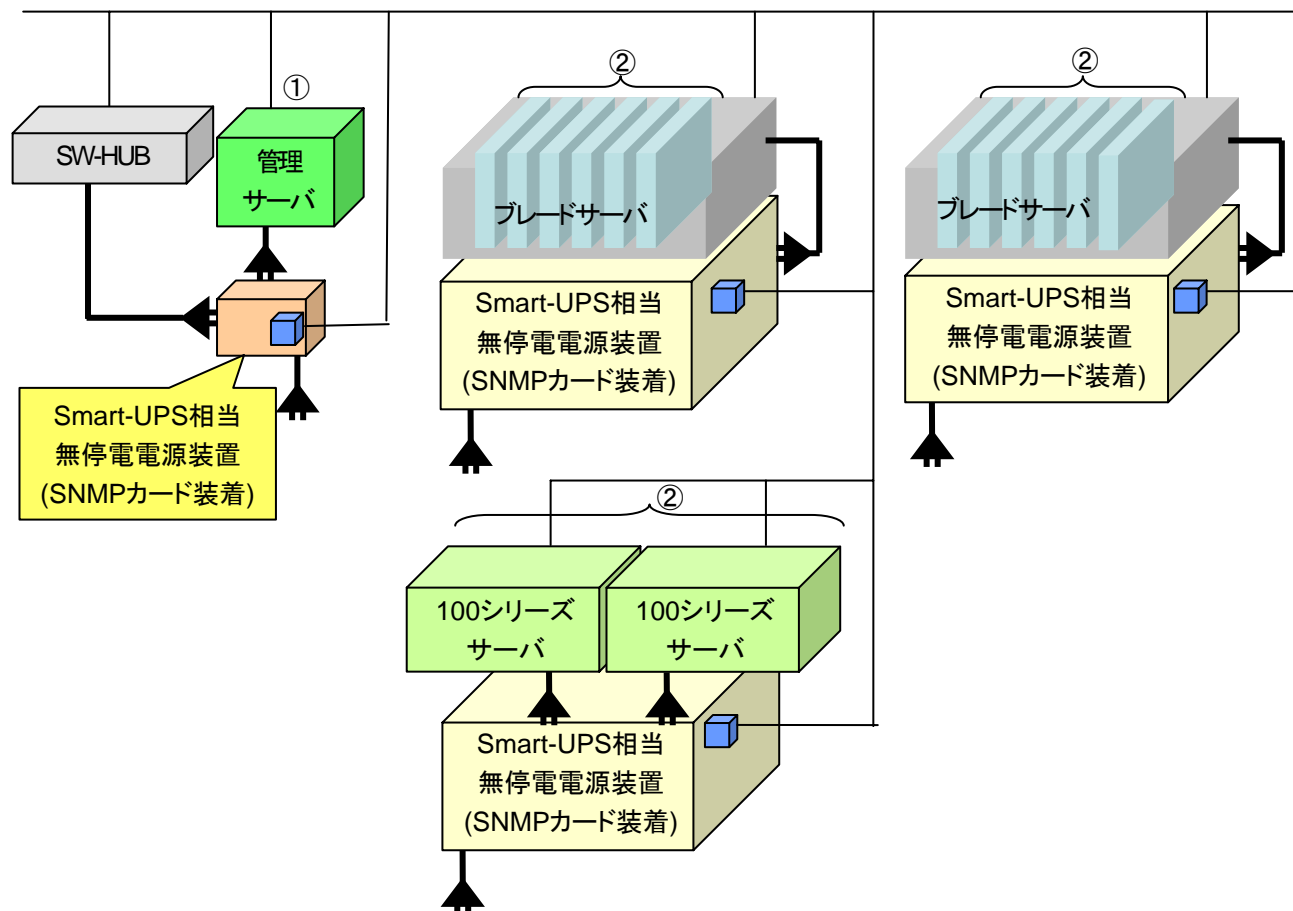 ①
②
②
SW-HUB
管理
サーバ
ブレードサーバ
ブレードサーバ
Smart-UPS相当
無停電電源装置
(SNMPカード装着)
Smart-UPS相当
無停電電源装置
(SNMPカード装着)
Smart-UPS相当
無停電電源装置
(SNMPカード装着)
②
100シリーズ
サーバ
100シリーズ
サーバ
Smart-UPS相当
無停電電源装置
(SNMPカード装着)